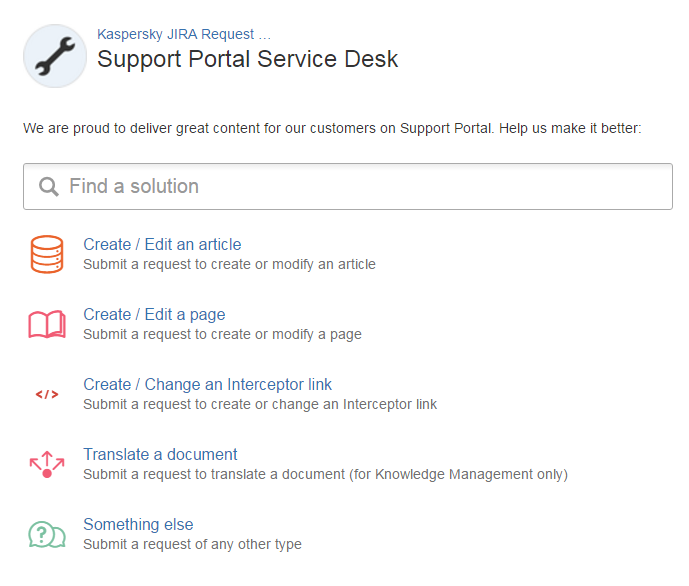 Kaspersky JIRA Request ...
Support Portal Service Desk
We are proud to deliver great content for our customers on Support Portal. Help us make it better:
Find a solution
Create / Edit an article
Submit a request to create or modify an article
Create / Edit a page
Submit a request to create or modify a page
</>
Create / Change an Interceptor link
Submit a request to create or change an Interceptor link
Translate a document
Submit a request to translate a document (for Knowledge Management only)
?
Something else
Submit a request of any other type